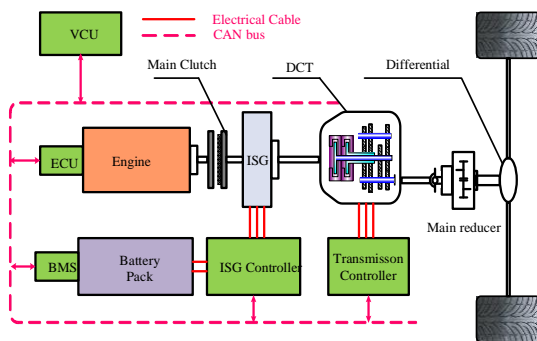 VCU
Electrical Cable
CAN bus
Main Clutch
DCT
Differential
ECU
Engine
ISG
Main reducer
BMS
Battery
Pack
ISG Controller
Transmisson
Controller